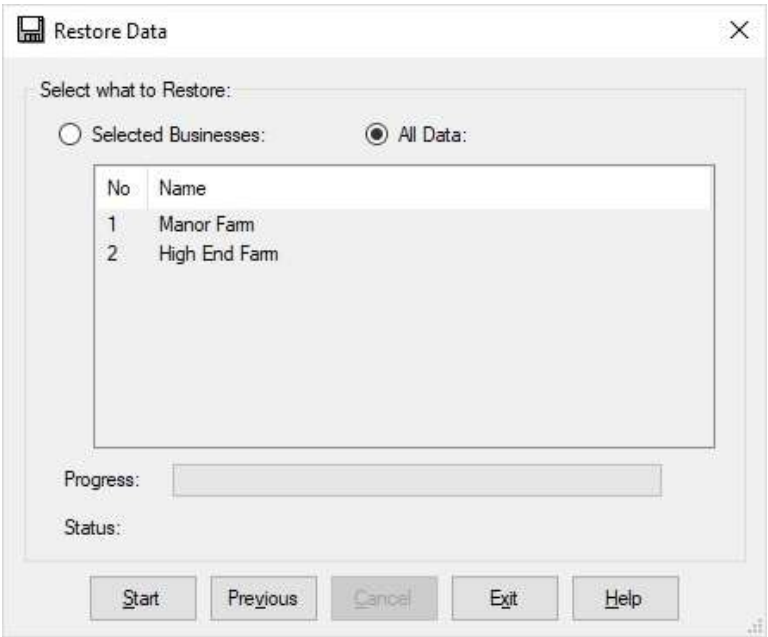 Restore Data
Select what to Restore:
Selected Businesses: All Data:
No Name
1 Manor Farm
2 High End Farm
Progress:
Status:
Start Previous Cancel Exit Help